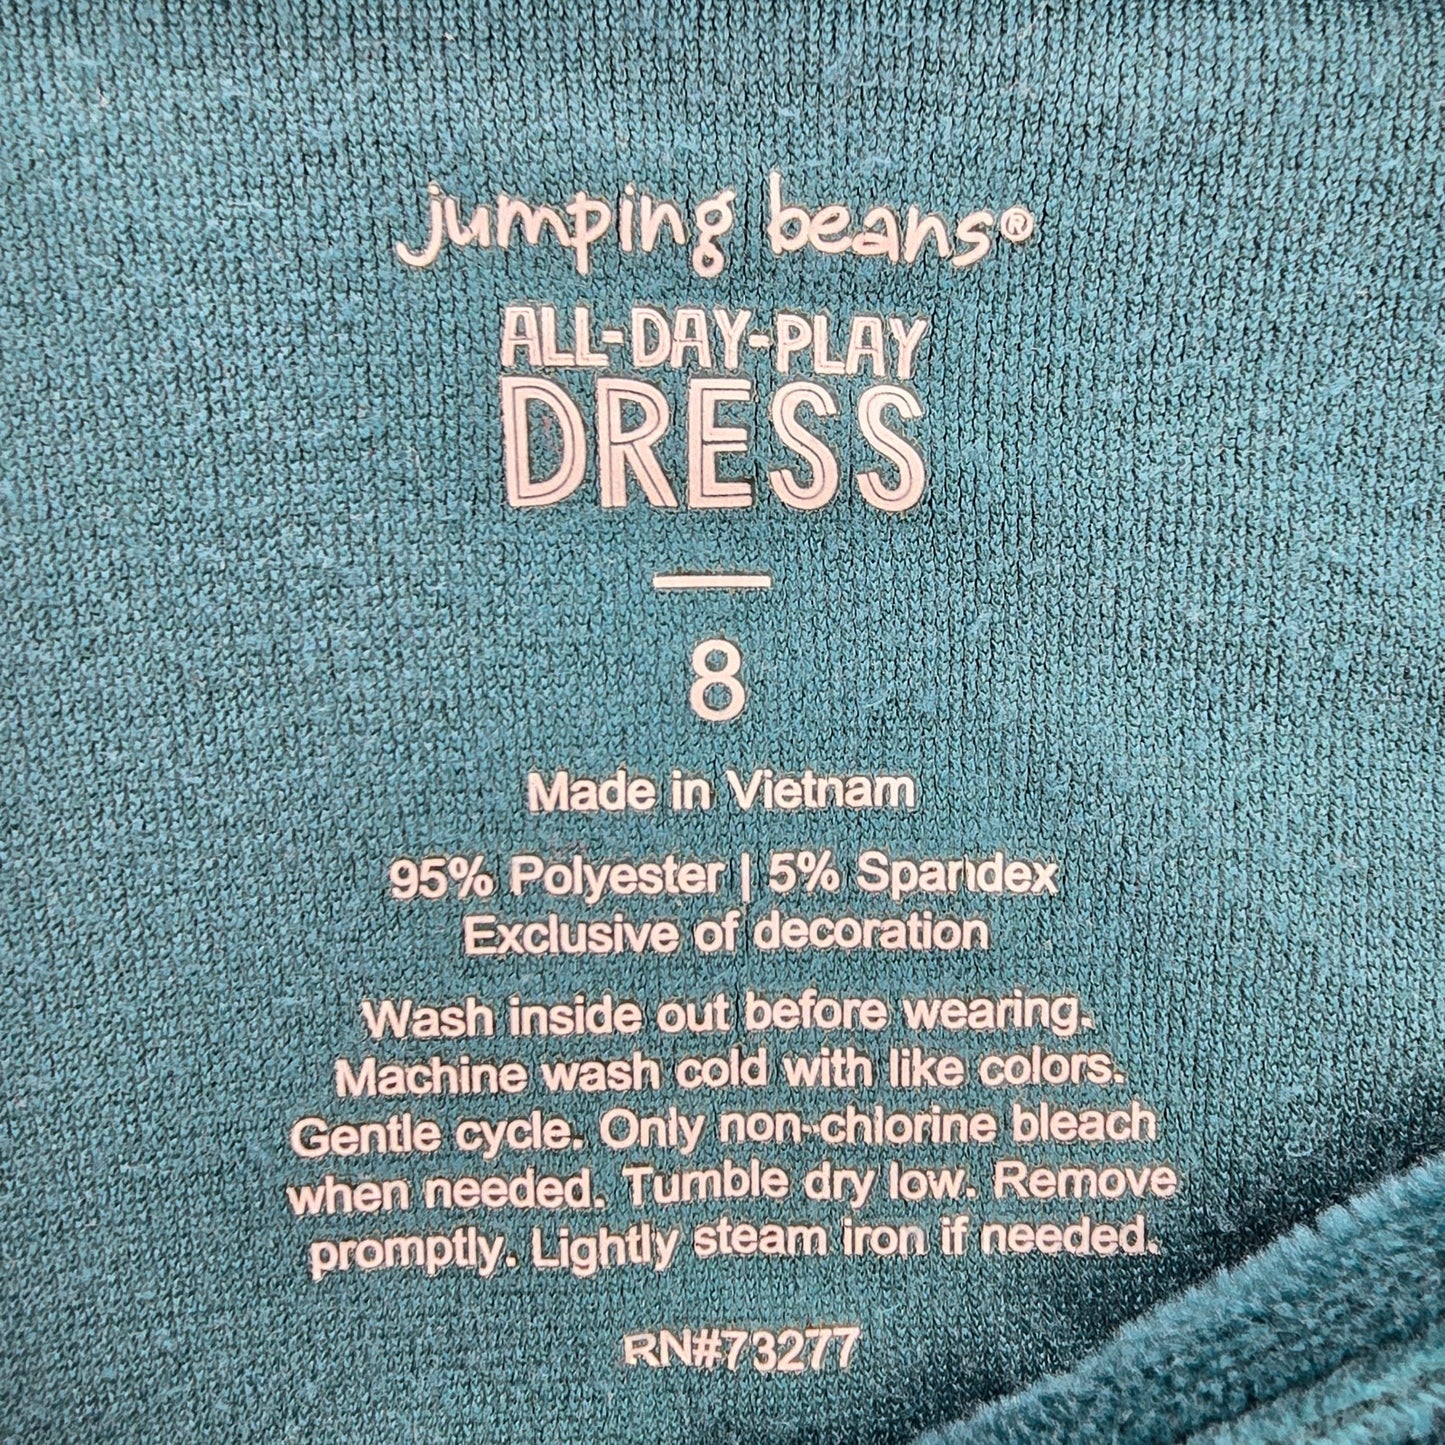 jumping beans®
ALL-DAY-PLAY
DRESS
8
Made in Vietnam
95% Polyester | 5% Spandex
Exclusive of decoration
Wash inside out before wearing.
Machine wash cold with like colors.
Gentle cycle. Only non-chlorine bleach
when needed. Tumble dry low. Remove
promptly. Lightly steam iron if needed.
RN#73277